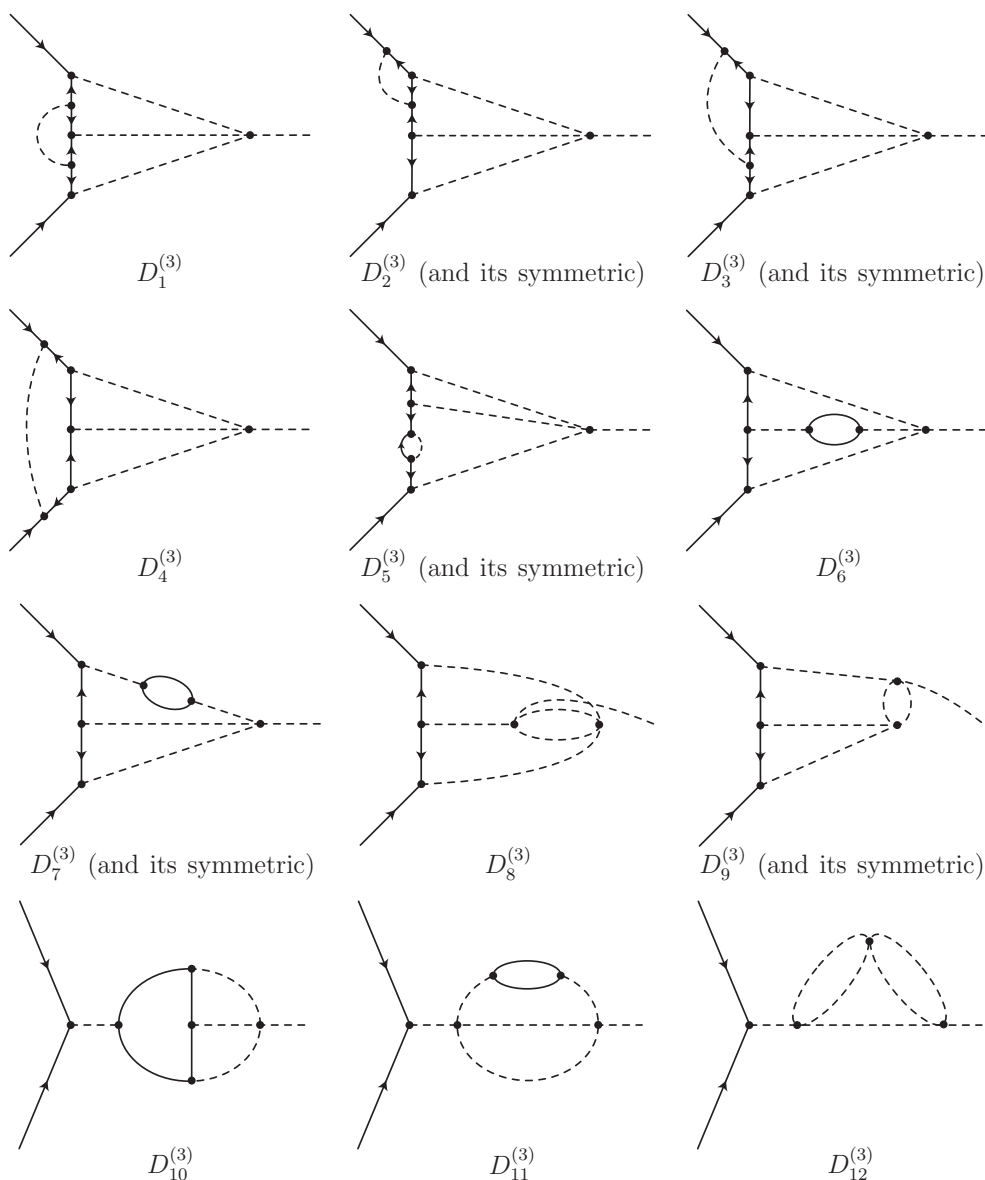 D_1^{(3)}
D_2^{(3)} (and its symmetric)
D_3^{(3)} (and its symmetric)
D_4^{(3)}
D_5^{(3)} (and its symmetric)
D_6^{(3)}
D_7^{(3)} (and its symmetric)
D_8^{(3)}
D_9^{(3)} (and its symmetric)
D_{10}^{(3)}
D_{11}^{(3)}
D_{12}^{(3)}